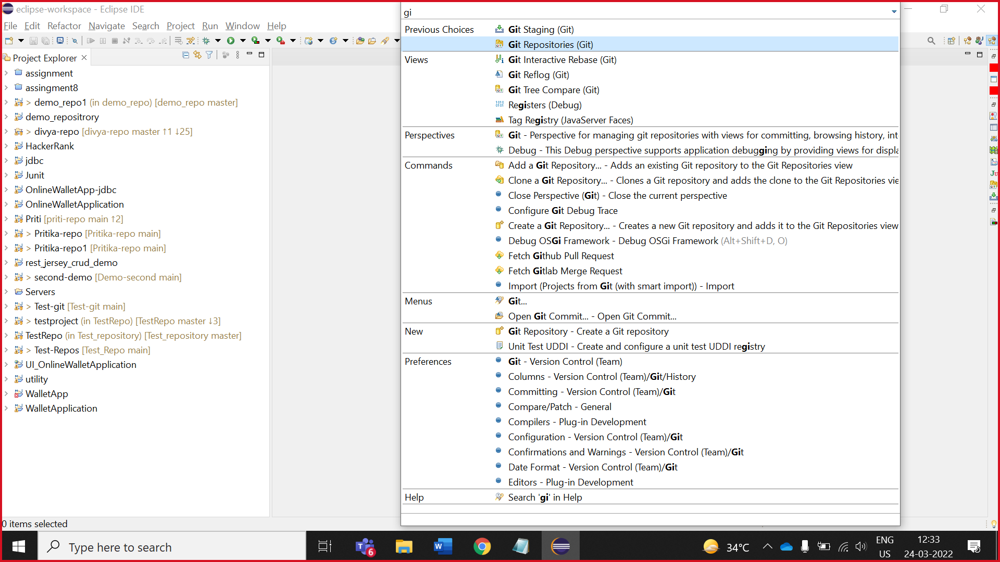 eclipse-workspace - Eclipse IDE
File Edit Refactor Navigate Search Project Run Window Help
Project Explorer
assignment
assingment8
> demo_repo1 (in demo_repo) [demo_repo master]
demo_repositrory
> divya-repo [divya-repo master ↑1 ↓25]
HackerRank
jdbc
Junit
OnlineWalletApp-jdbc
OnlineWalletApplication
Priti [priti-repo main ↑2]
> Pritika-repo [Pritika-repo main]
> Pritika-repo1 [Pritika-repo main]
rest_jersey_crud_demo
> second-demo [Demo-second main]
Servers
> Test-git [Test-git main]
> testproject (in TestRepo) [TestRepo master ↓3]
TestRepo (in Test_repository) [Test_repository master]
> Test-Repos [Test_Repo main]
UI_OnlineWalletApplication
utility
WalletApp
WalletApplication
0 items selected
gi
Previous Choices Git Staging (Git)
Git Repositories (Git)
Views Git Interactive Rebase (Git)
Git Reflog (Git)
Git Tree Compare (Git)
Registers (Debug)
Tag Registry (JavaServer Faces)
Perspectives Git - Perspective for managing git repositories with views for committing, browsing history, int
Debug - This Debug perspective supports application debugging by providing views for displa
Commands Add a Git Repository... - Adds an existing Git repository to the Git Repositories view
Clone a Git Repository... - Clones a Git repository and adds the clone to the Git Repositories vie
Close Perspective (Git) - Close the current perspective
Configure Git Debug Trace
Create a Git Repository... - Creates a new Git repository and adds it to the Git Repositories view
Debug OSGi Framework - Debug OSGi Framework (Alt+Shift+D, O)
Fetch Github Pull Request
Fetch Gitlab Merge Request
Import (Projects from Git (with smart import)) - Import
Menus Git...
Open Git Commit... - Open Git Commit...
New Git Repository - Create a Git repository
Unit Test UDDI - Create and configure a unit test UDDI registry
Preferences Git - Version Control (Team)
Columns - Version Control (Team)/Git/History
Committing - Version Control (Team)/Git
Compare/Patch - General
Compilers - Plug-in Development
Configuration - Version Control (Team)/Git
Confirmations and Warnings - Version Control (Team)/Git
Date Format - Version Control (Team)/Git
Editors - Plug-in Development
Help Search 'gi' in Help
Type here to search
6
34°C
ENG
US
12:33
24-03-2022